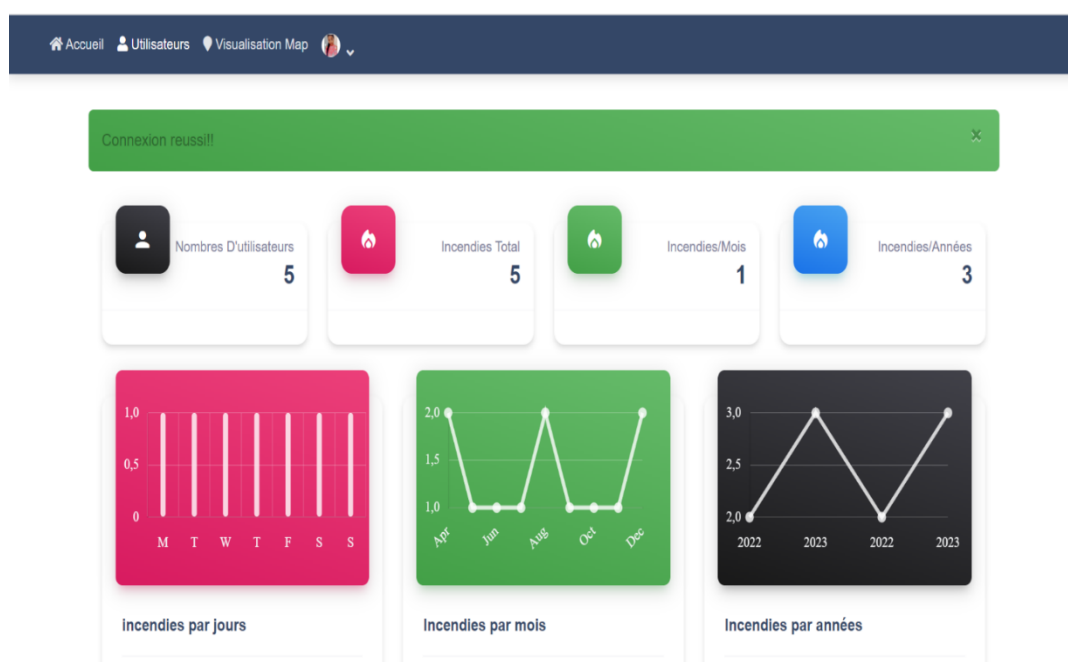 Accueil Utilisateurs Visualisation Map
Connexion reussi!! ×
Nombres D'utilisateurs
5
Incendies Total
5
Incendies/Mois
1
Incendies/Années
3
1,0
0,5
0
M T W T F S S
2,0
1,5
1,0
Apr Jun Aug Oct Dec
3,0
2,5
2,0
2022 2023 2022 2023
incendies par jours
Incendies par mois
Incendies par années